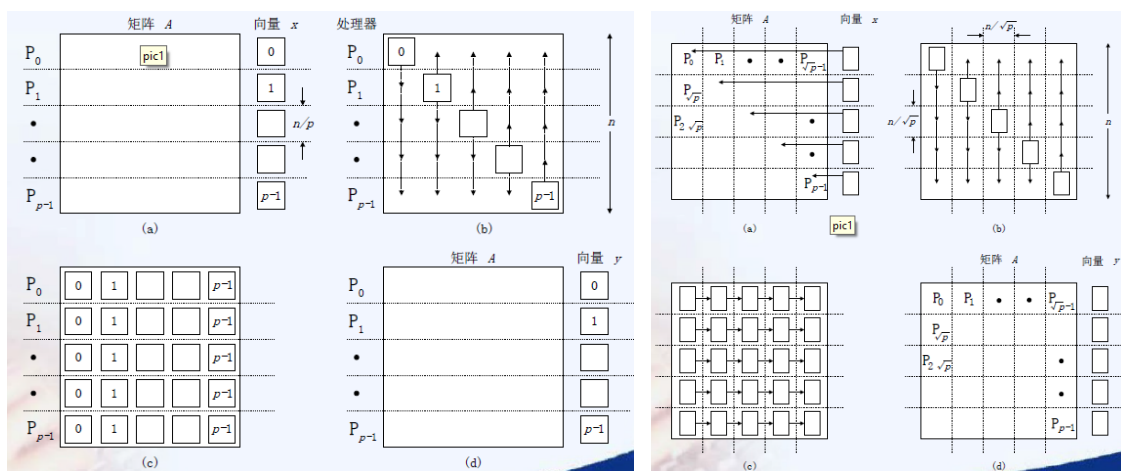 矩阵 A 向量 x 处理器
P0 0 0
pic1
P1 1 1
• n/p n
•
Pp-1 p-1 p-1
(a) (b)
矩阵 A 向量 y
P0 0 1 p-1 P0 0
P1 0 1 p-1 P1 1
• 0 1 p-1 •
• 0 1 p-1 •
Pp-1 0 1 p-1 Pp-1 p-1
(c) (d)
矩阵 A 向量 x n/√p
P0 P1 • • P√p-1
P√p
P2√p • n/√p n
•
Pp-1
(a) (b)
pic1
矩阵 A 向量 y
P0 P1 • • P√p-1
P√p
P2√p •
•
Pp-1
(c) (d)